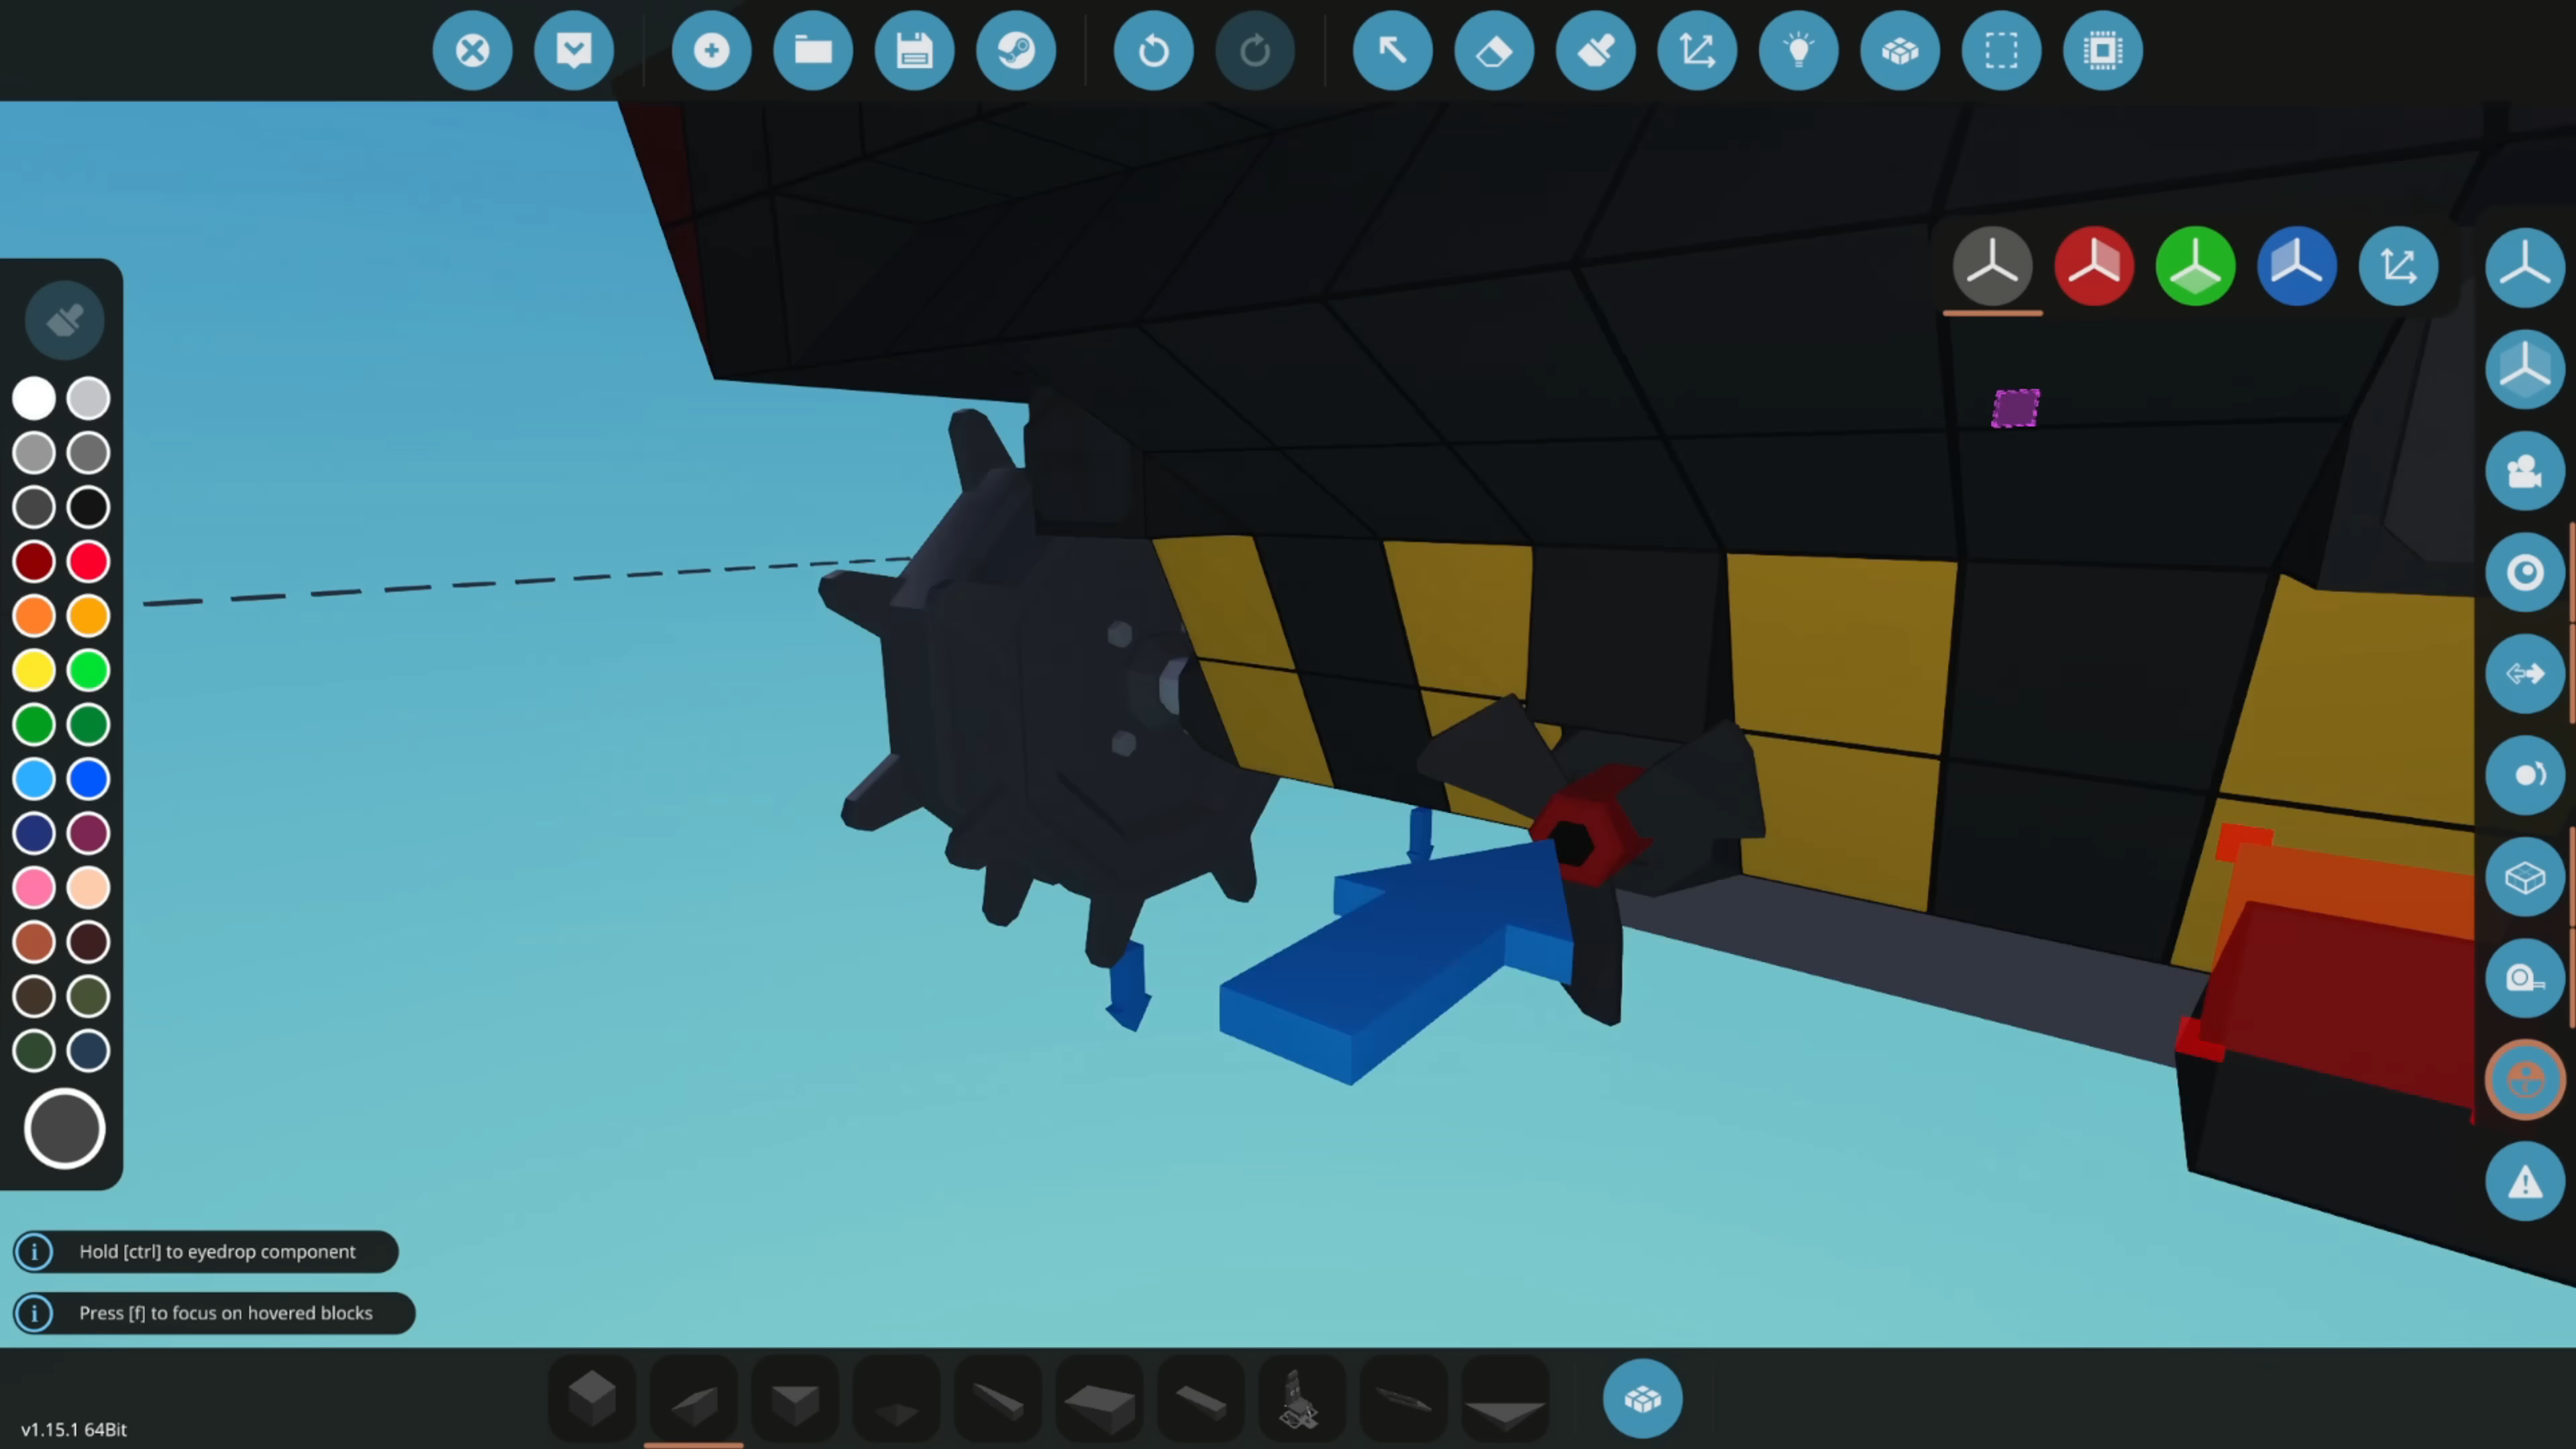 Hold [ctrl] to eyedrop component
Press [f] to focus on hovered blocks
v1.15.1 64Bit